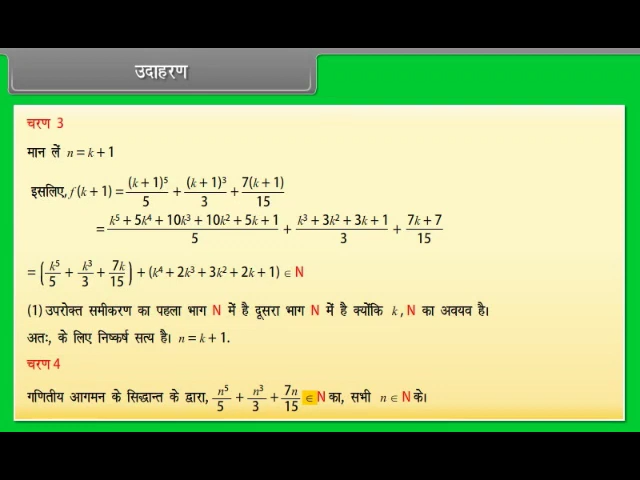 उदाहरण
चरण 3
मान लें n = k + 1
इसलिए, f (k + 1) = (k + 1)⁵/5 + (k + 1)³/3 + 7(k + 1)/15
= (k⁵ + 5k⁴ + 10k³ + 10k² + 5k + 1)/5 + (k³ + 3k² + 3k + 1)/3 + (7k + 7)/15
= (k⁵/5 + k³/3 + 7k/15) + (k⁴ + 2k³ + 3k² + 2k + 1) ∈ N
(1) उपरोक्त समीकरण का पहला भाग N में है दूसरा भाग N में है क्योंकि k , N का अवयव है।
अतः, के लिए निष्कर्ष सत्य है। n = k + 1.
चरण 4
गणितीय आगमन के सिद्धान्त के द्वारा, n⁵/5 + n³/3 + 7n/15 ∈ N का, सभी n ∈ N के।